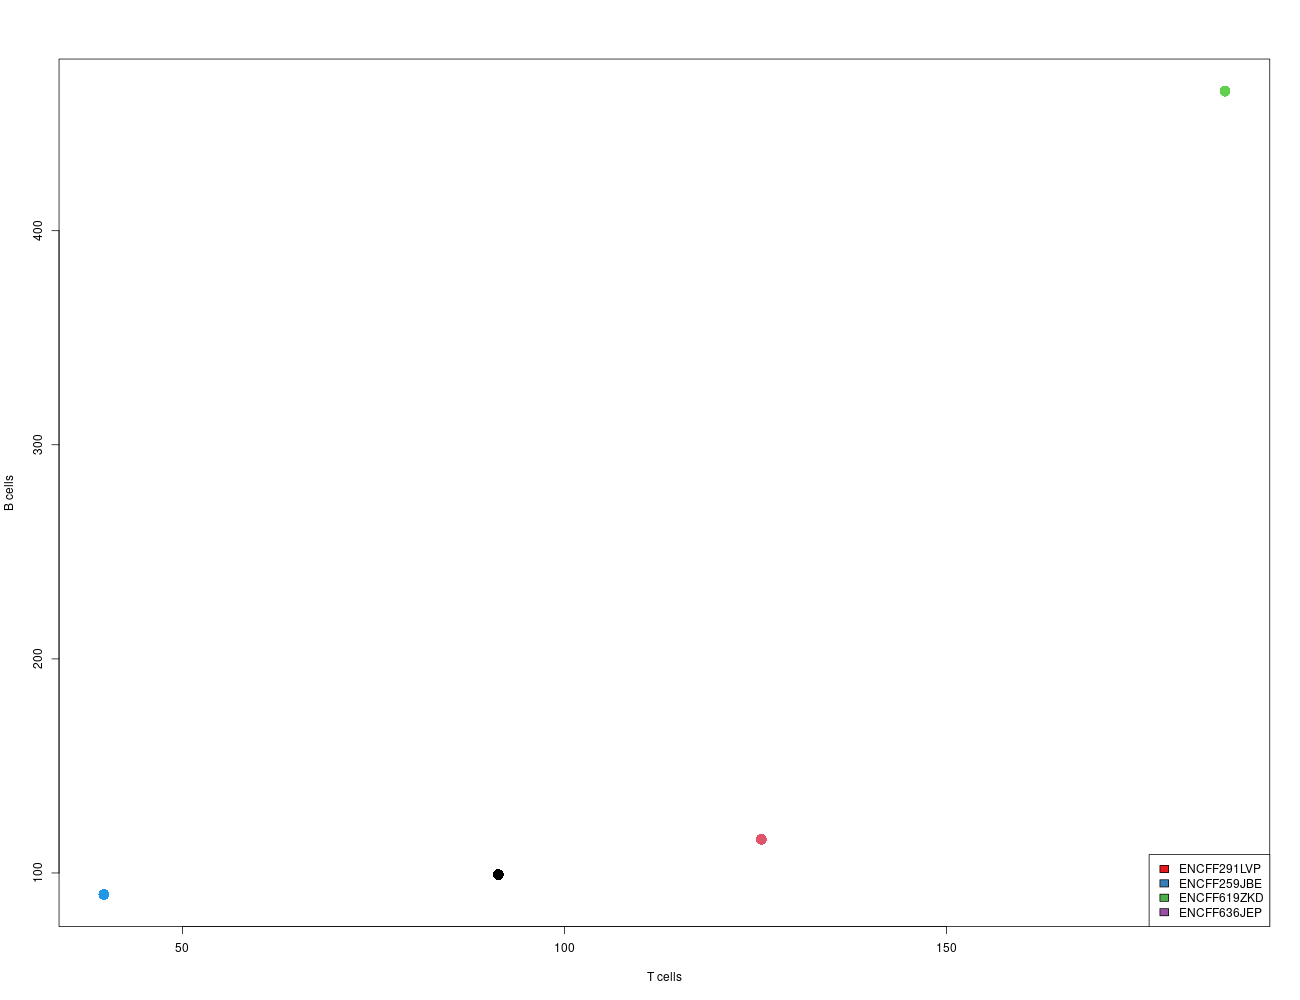 400
300
200
100
B cells
50
100
150
T cells
ENCFF291LVP
ENCFF259JBE
ENCFF619ZKD
ENCFF636JEP